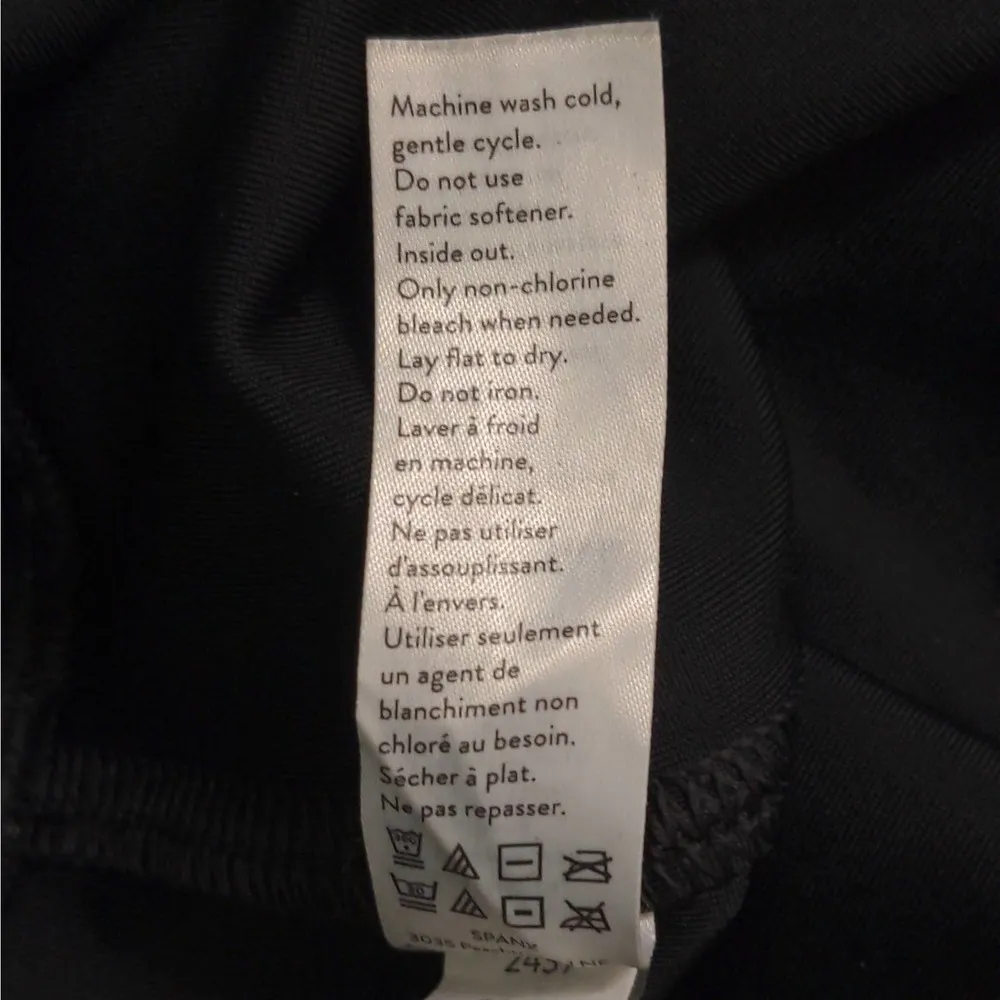 Machine wash cold,
gentle cycle.
Do not use
fabric softener.
Inside out.
Only non-chlorine
bleach when needed.
Lay flat to dry.
Do not iron.
Laver à froid
en machine,
cycle délicat.
Ne pas utiliser
d'assouplissant.
À l'envers.
Utiliser seulement
un agent de
blanchiment non
chloré au besoin.
Sécher à plat.
Ne pas repasser.
30
SPANX
3035